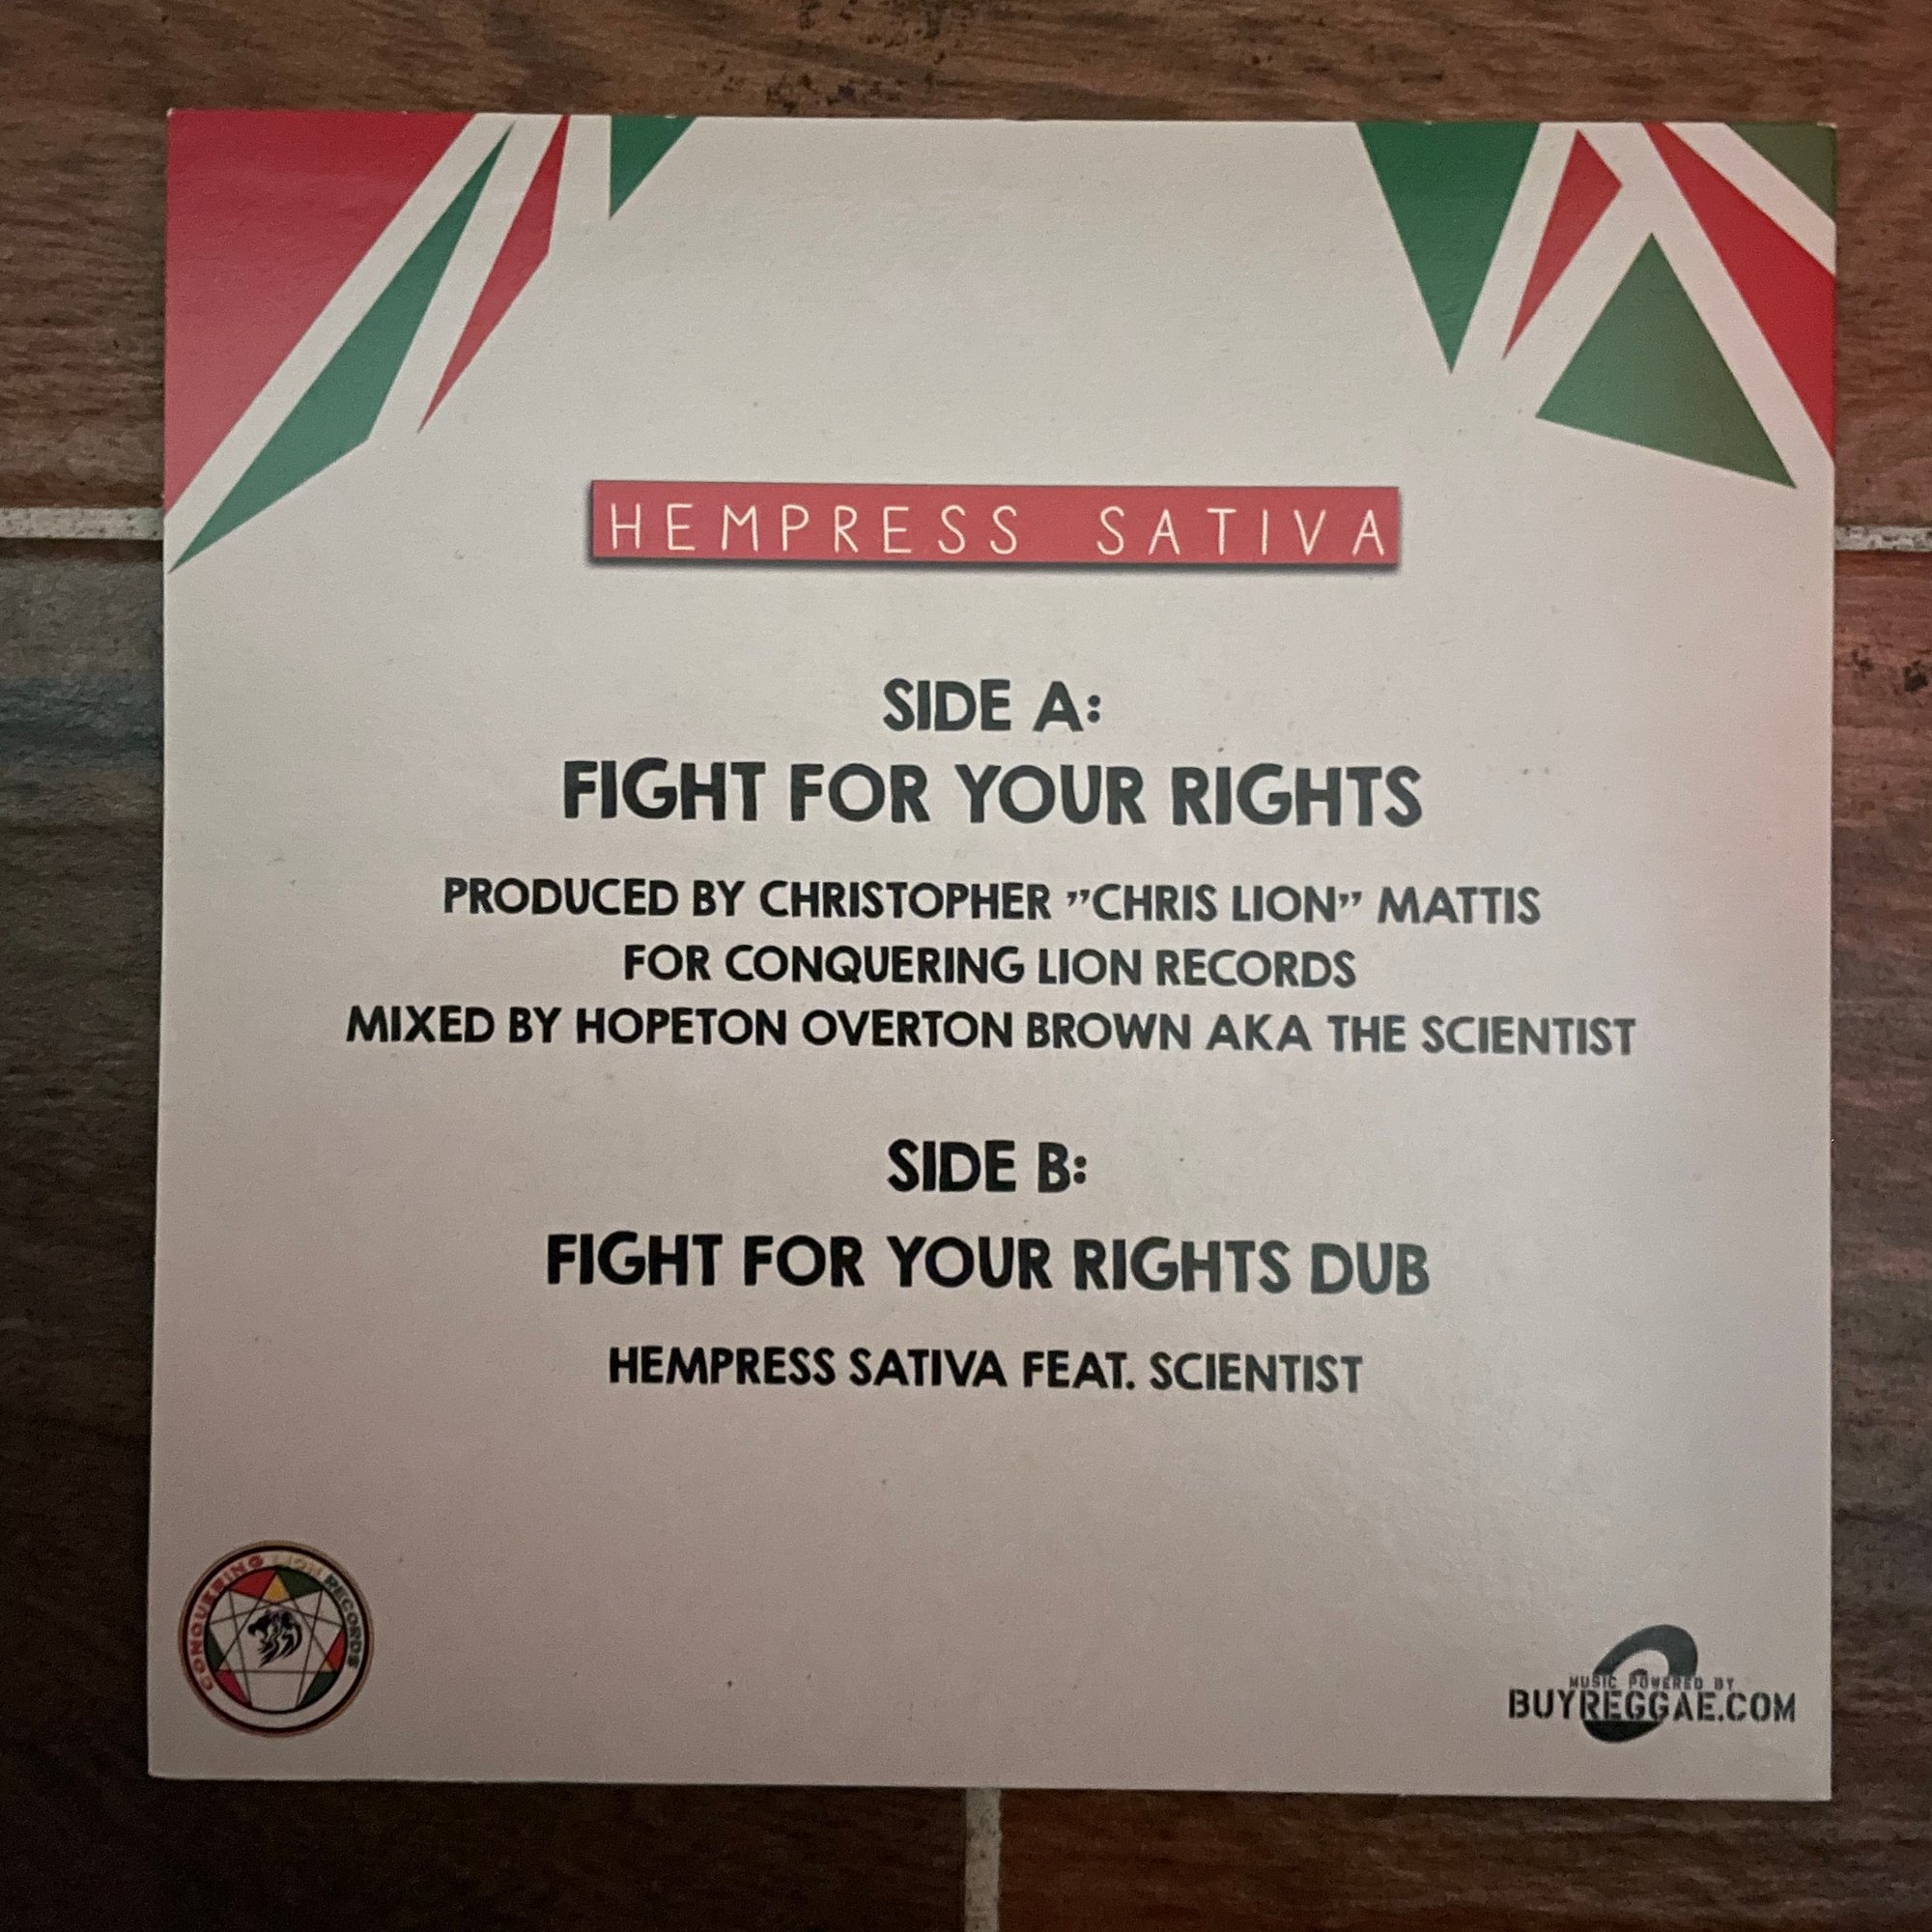 HEMPRESS SATIVA
SIDE A:
FIGHT FOR YOUR RIGHTS
PRODUCED BY CHRISTOPHER ”CHRIS LION” MATTIS
FOR CONQUERING LION RECORDS
MIXED BY HOPETON OVERTON BROWN AKA THE SCIENTIST
SIDE B:
FIGHT FOR YOUR RIGHTS DUB
HEMPRESS SATIVA FEAT. SCIENTIST
CONQUERING LION RECORDS
MUSIC POWERED BY
BUYREGGAE.COM